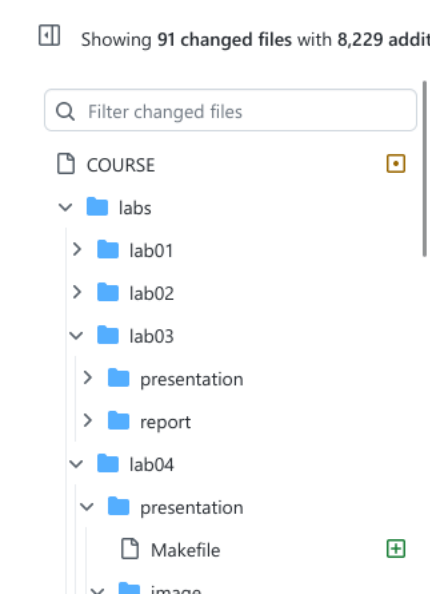 Showing 91 changed files with 8,229 addit
Filter changed files
COURSE
labs
lab01
lab02
lab03
presentation
report
lab04
presentation
Makefile
image